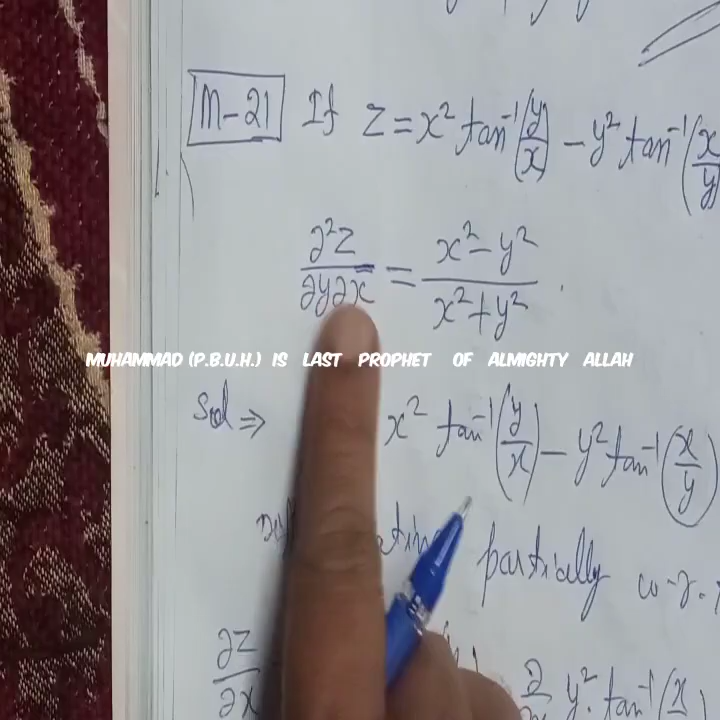 M-21 If z = x² tan⁻¹(y/x) - y² tan⁻¹(x/y
∂²z/∂y∂x = x²-y²/x²+y² .
MUHAMMAD (P.B.U.H.) IS LAST PROPHET OF ALMIGHTY ALLAH
Sol ⇒ x² tan⁻¹(y/x) - y² tan⁻¹(x/y)
partially w.r.
∂z/∂x ∂ y². tan⁻¹(x